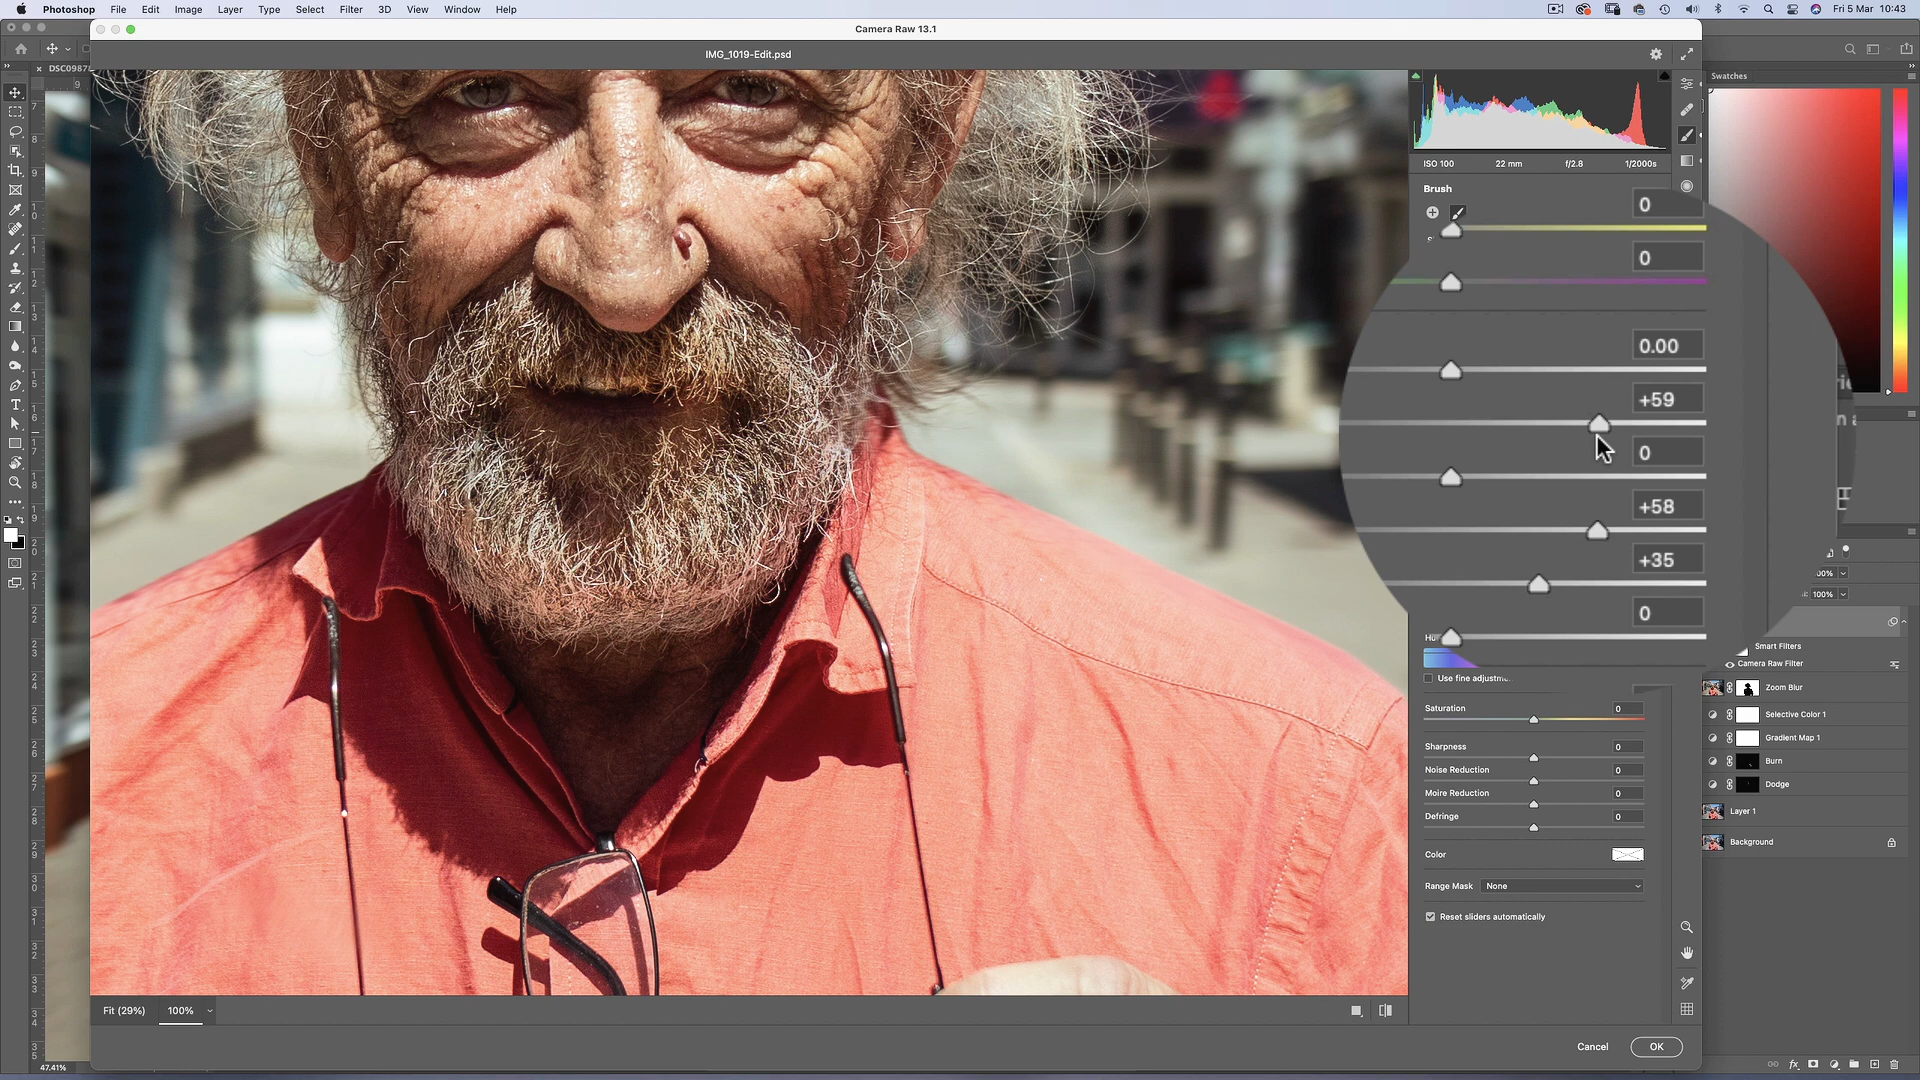 Photoshop File Edit Image Layer Type Select Filter 3D View Window Help
Fri 5 Mar 10:43
Camera Raw 13.1
IMG_1019-Edit.psd
DSC0987
Swatches
ISO 100 22 mm f/2.8 1/2000s
Brush
0
0
0.00
+59
0
+58
+35
0
Use fine adjustm
Saturation 0
Sharpness 0
Noise Reduction 0
Moire Reduction 0
Defringe 0
Color
Range Mask None
Reset sliders automatically
100%
Smart Filters
Camera Raw Filter
Zoom Blur
Selective Color 1
Gradient Map 1
Burn
Dodge
Layer 1
Background
Fit (29%) 100%
Cancel OK
47.41%
fx